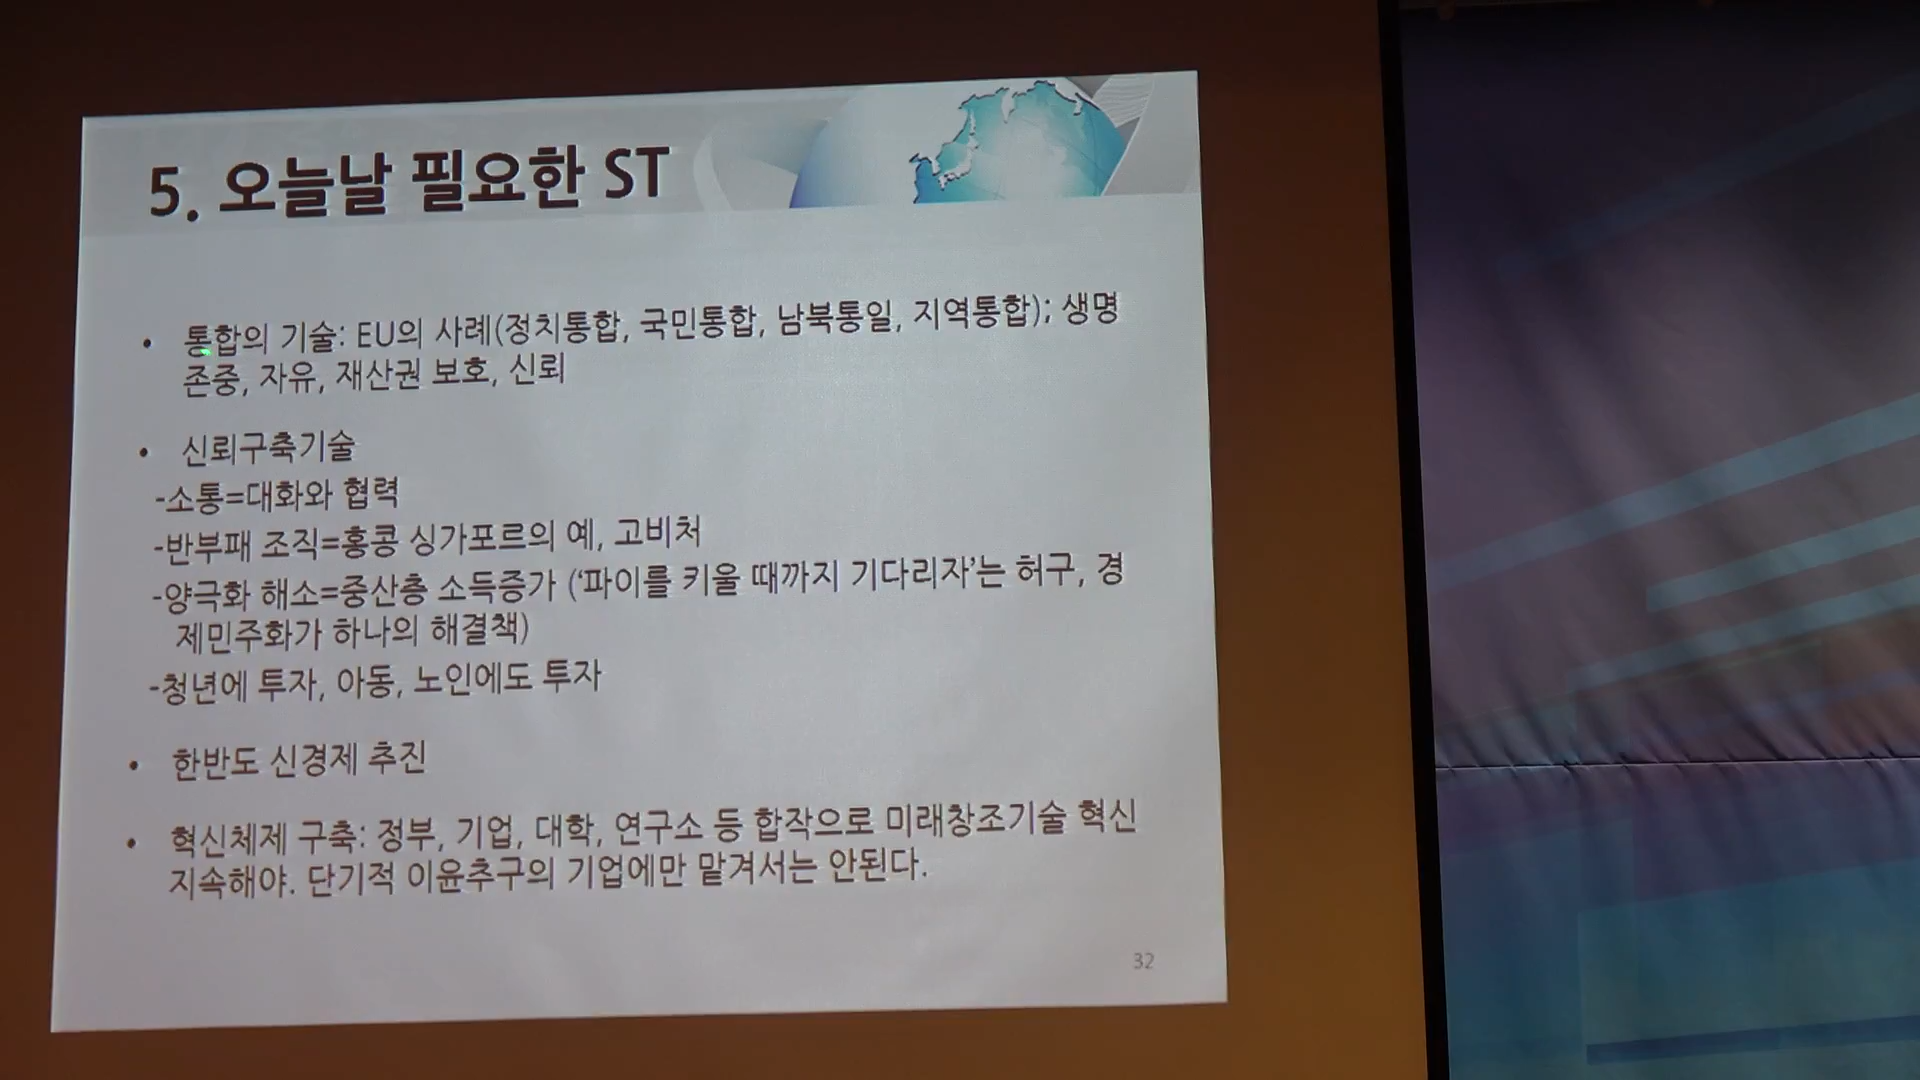 5. 오늘날 필요한 ST
• 통합의 기술: EU의 사례(정치통합, 국민통합, 남북통일, 지역통합); 생명
존중, 자유, 재산권 보호, 신뢰
• 신뢰구축기술
-소통=대화와 협력
-반부패 조직=홍콩 싱가포르의 예, 고비처
-양극화 해소=중산층 소득증가 (‘파이를 키울 때까지 기다리자’는 허구, 경
제민주화가 하나의 해결책)
-청년에 투자, 아동, 노인에도 투자
• 한반도 신경제 추진
• 혁신체제 구축: 정부, 기업, 대학, 연구소 등 합작으로 미래창조기술 혁신
지속해야. 단기적 이윤추구의 기업에만 맡겨서는 안된다.
32